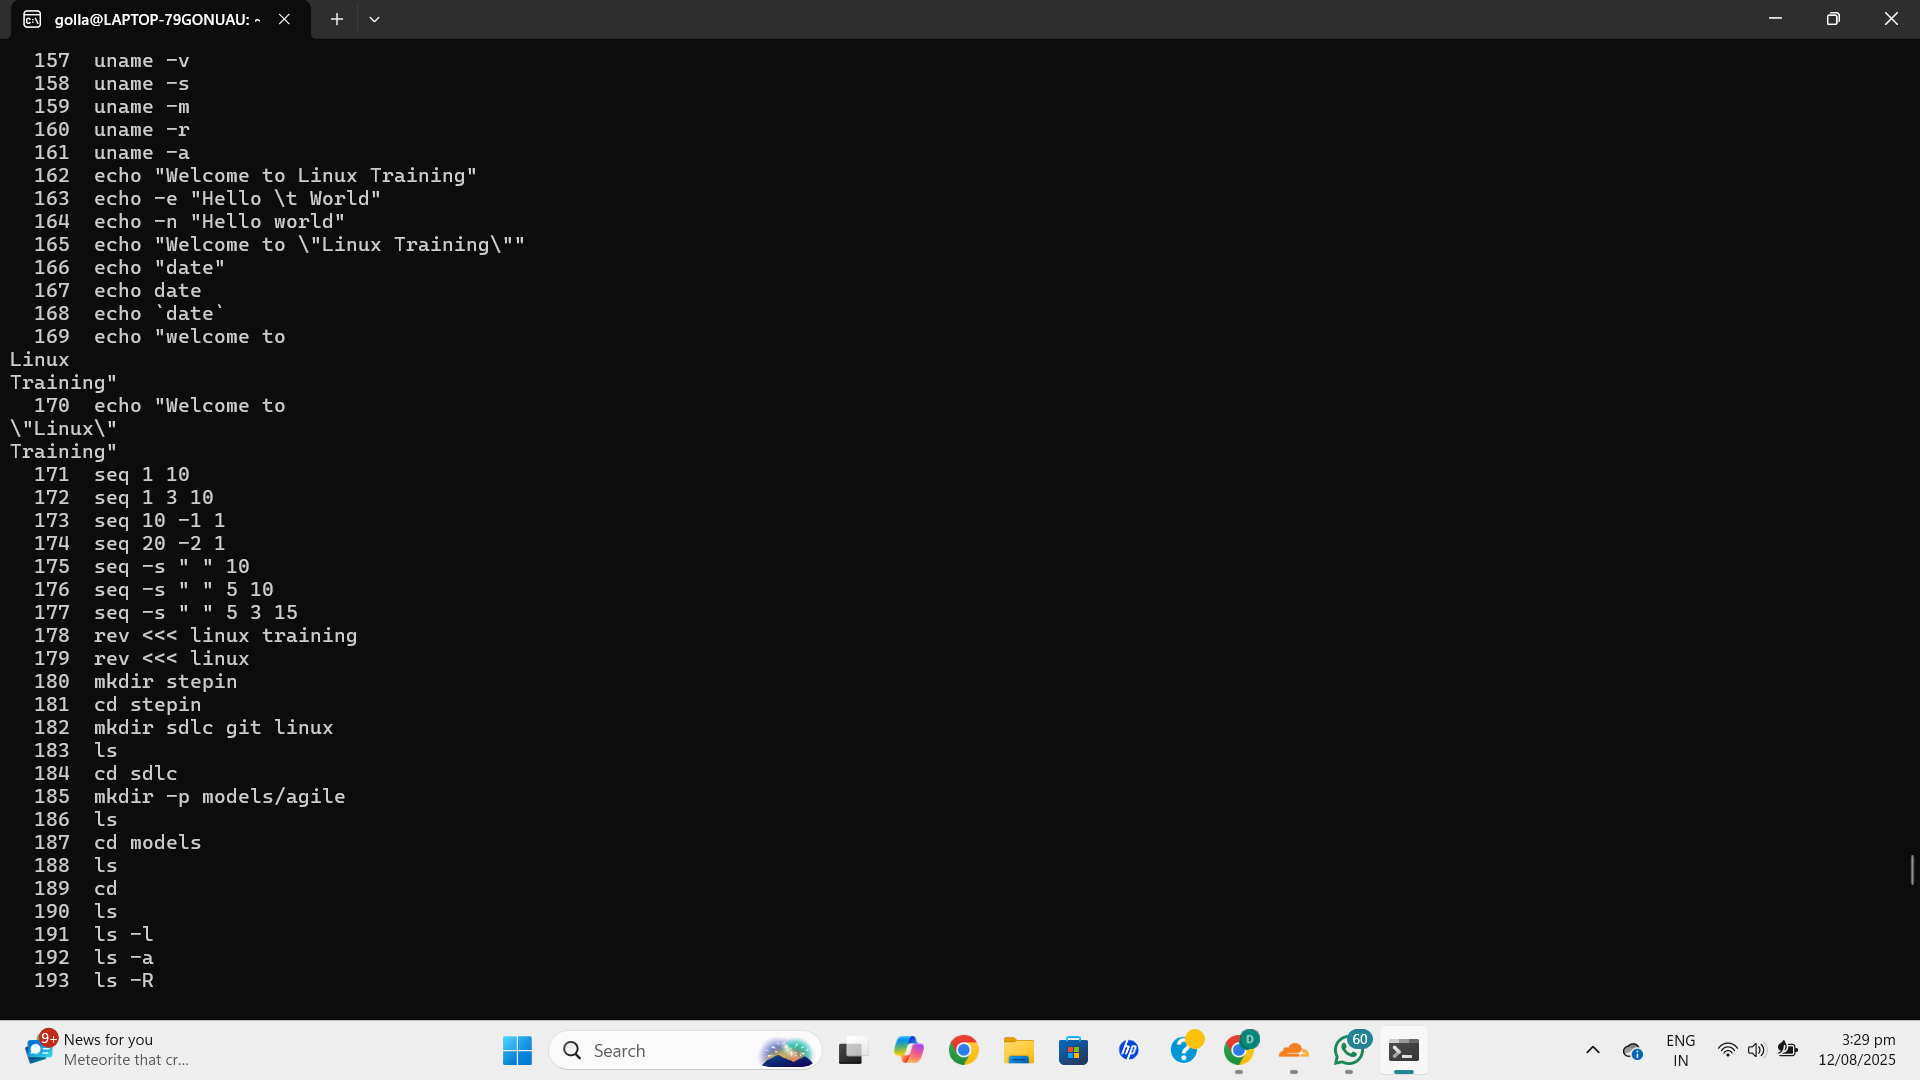 golla@LAPTOP-79GONUAU: ~
157  uname -v
158  uname -s
159  uname -m
160  uname -r
161  uname -a
162  echo "Welcome to Linux Training"
163  echo -e "Hello \t World"
164  echo -n "Hello world"
165  echo "Welcome to \"Linux Training\""
166  echo "date"
167  echo date
168  echo `date`
169  echo "welcome to
Linux
Training"
170  echo "Welcome to
\"Linux\"
Training"
171  seq 1 10
172  seq 1 3 10
173  seq 10 -1 1
174  seq 20 -2 1
175  seq -s " " 10
176  seq -s " " 5 10
177  seq -s " " 5 3 15
178  rev <<< linux training
179  rev <<< linux
180  mkdir stepin
181  cd stepin
182  mkdir sdlc git linux
183  ls
184  cd sdlc
185  mkdir -p models/agile
186  ls
187  cd models
188  ls
189  cd
190  ls
191  ls -l
192  ls -a
193  ls -R
9+
News for you
Meteorite that cr...
Search
hp
D
60
ENG
IN
3:29 pm
12/08/2025